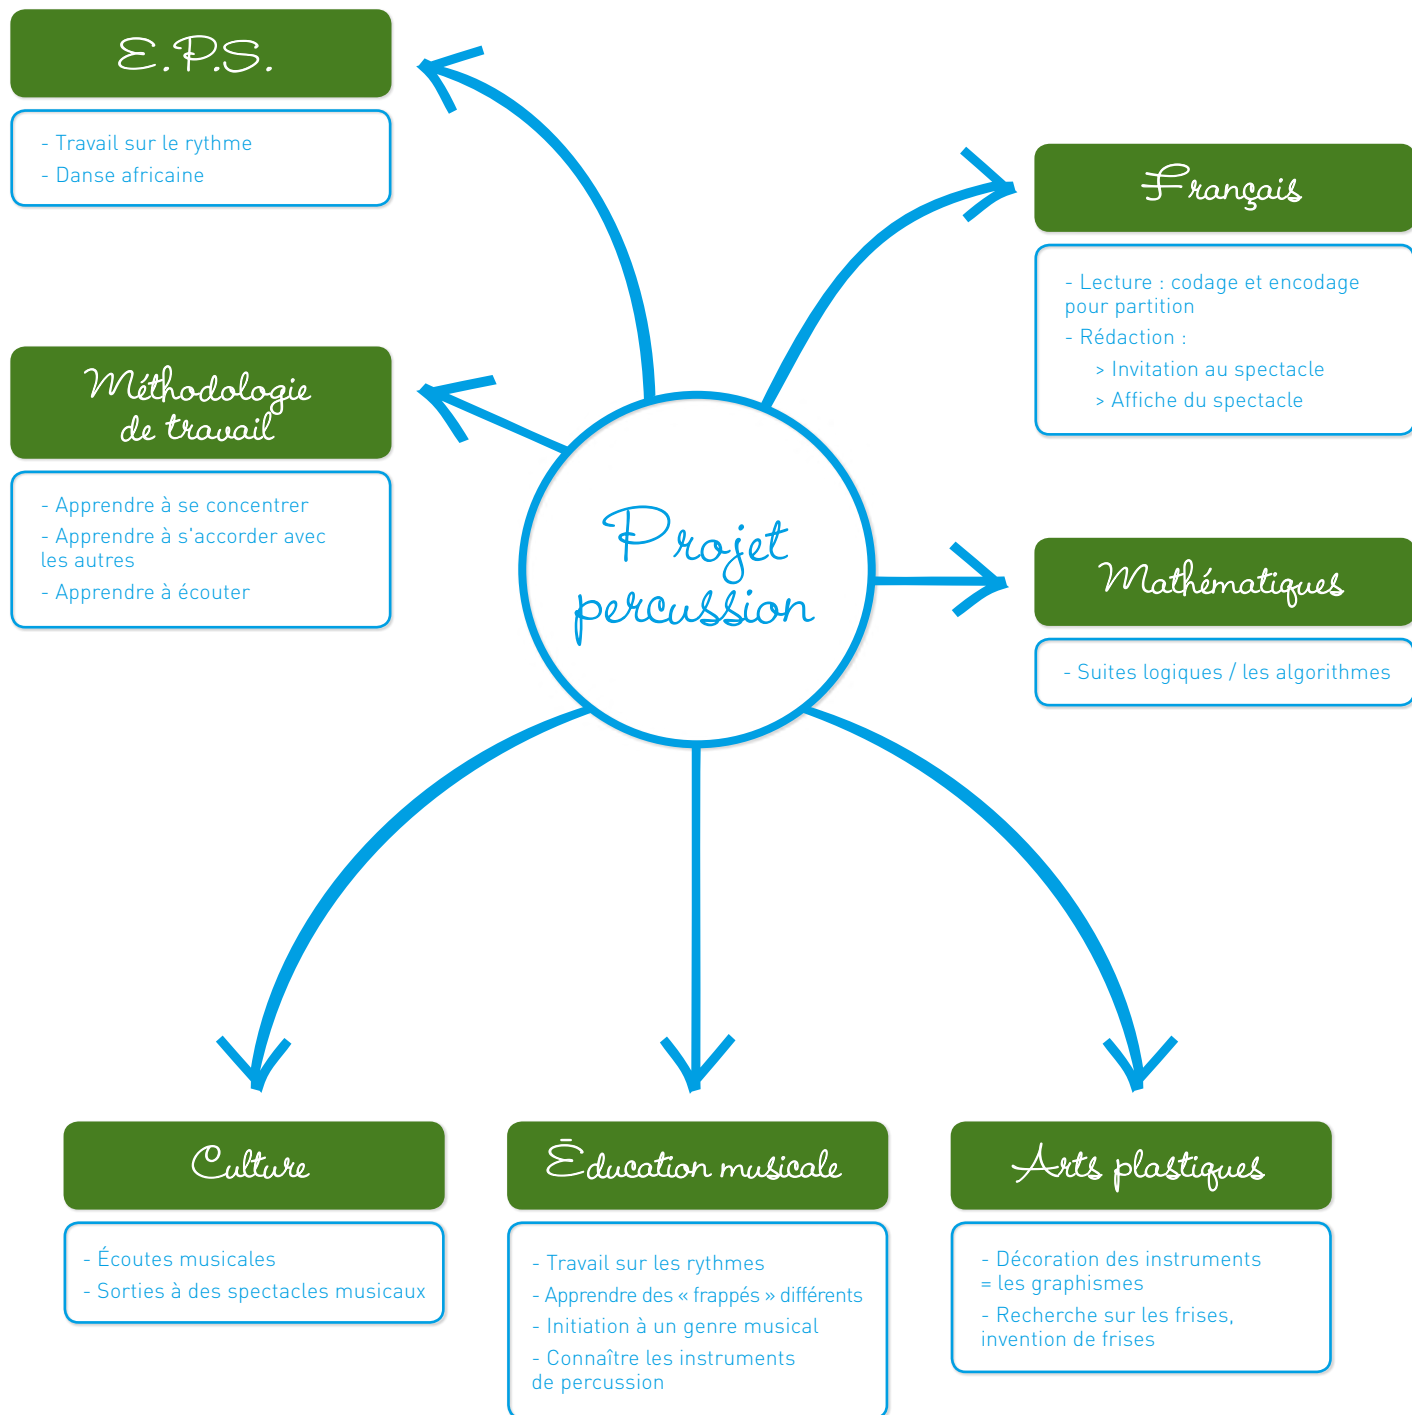 E.P.S.
- Travail sur le rythme
- Danse africaine
Français
- Lecture : codage et encodage
pour partition
- Rédaction :
> Invitation au spectacle
> Affiche du spectacle
Méthodologie
de travail
- Apprendre à se concentrer
- Apprendre à s'accorder avec
les autres
- Apprendre à écouter
Projet
percussion
Mathématiques
- Suites logiques / les algorithmes
Culture
- Écoutes musicales
- Sorties à des spectacles musicaux
Éducation musicale
- Travail sur les rythmes
- Apprendre des « frappés » différents
- Initiation à un genre musical
- Connaître les instruments
de percussion
Arts plastiques
- Décoration des instruments
= les graphismes
- Recherche sur les frises,
invention de frises